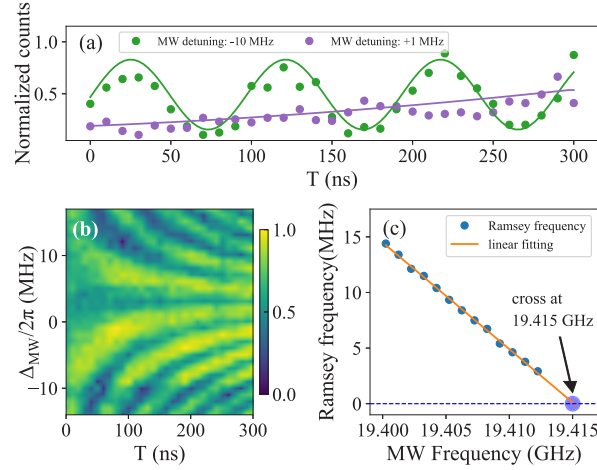 (a)
MW detuning: -10 MHz
MW detuning: +1 MHz
Normalized counts
1.0
0.5
0 50 100 150 200 250 300
T (ns)
(b)
10
0
−10
Δ_MW/2π (MHz)
0 100 200 300
T (ns)
1.0
0.5
0.0
(c)
Ramsey frequency
linear fitting
cross at
19.415 GHz
Ramsey frequency(MHz)
15
10
5
0
19.400 19.405 19.410 19.415
MW Frequency (GHz)